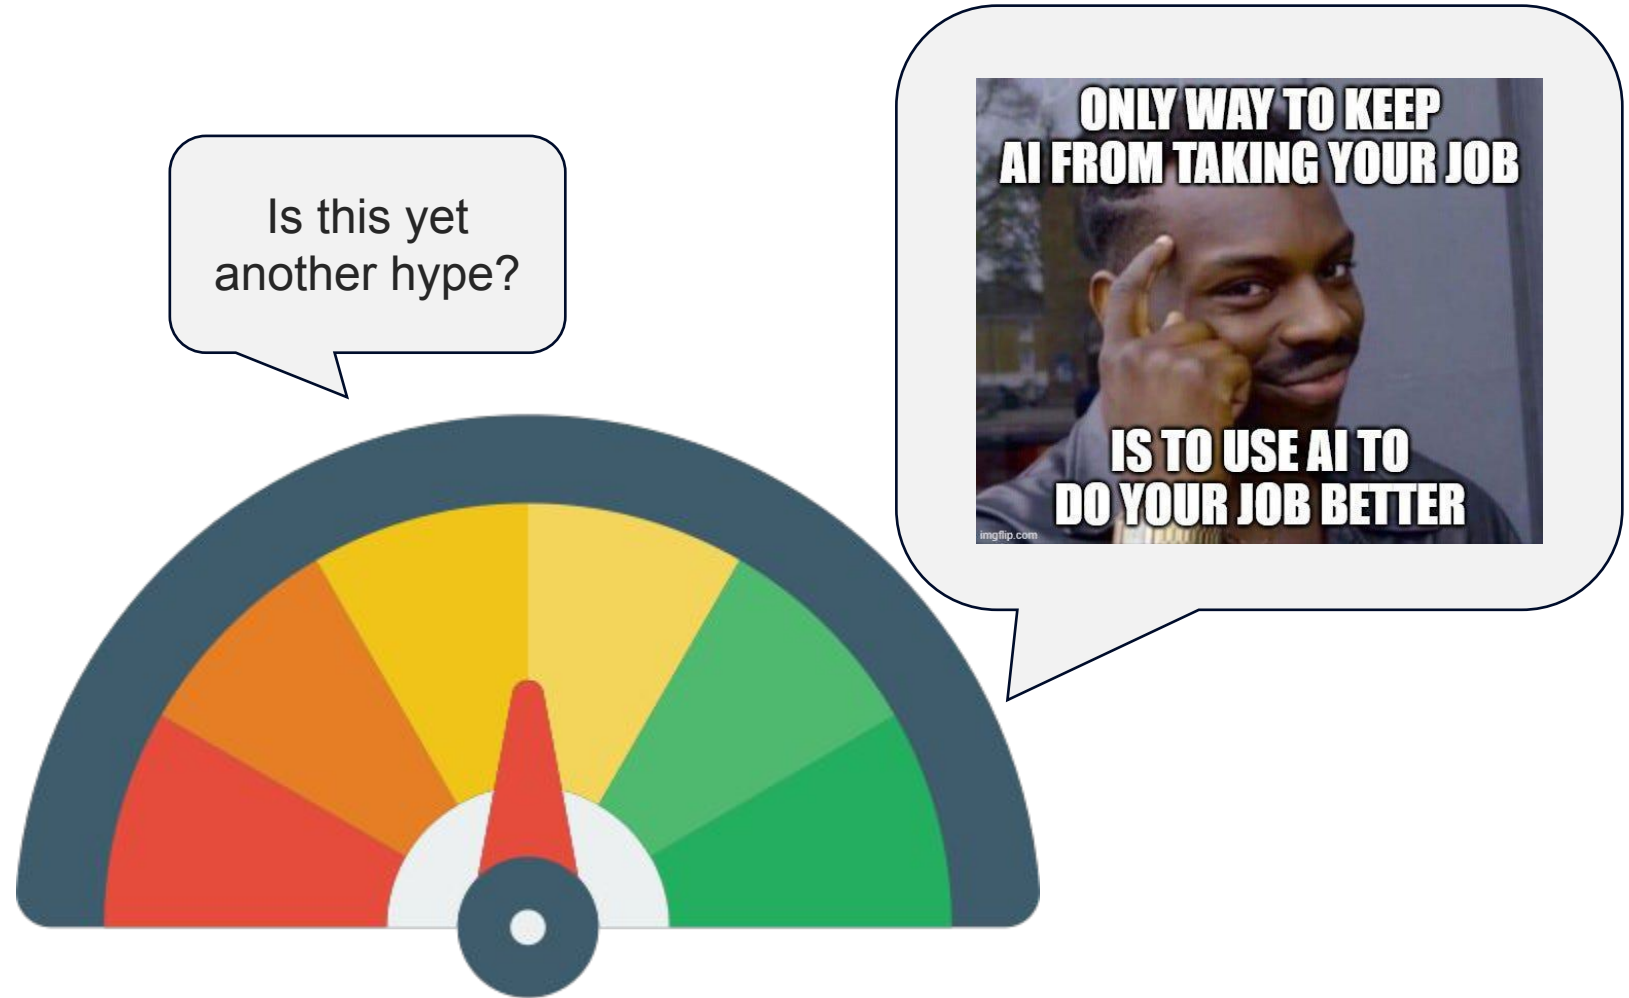 Is this yet
another hype?
ONLY WAY TO KEEP
AI FROM TAKING YOUR JOB
IS TO USE AI TO
DO YOUR JOB BETTER
imgflip.com